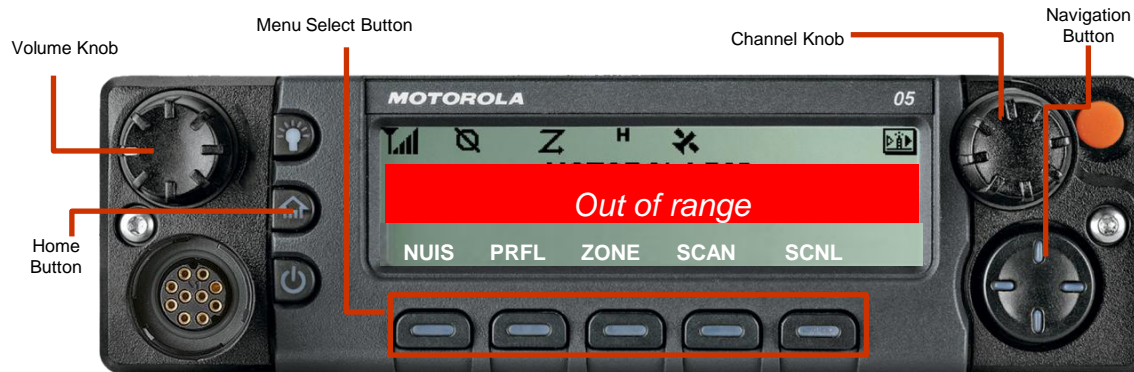 Navigation
Button
Menu Select Button
Channel Knob
Volume Knob
MOTOROLA
05
H
Out of range
NUIS PRFL ZONE SCAN SCNL
Home
Button